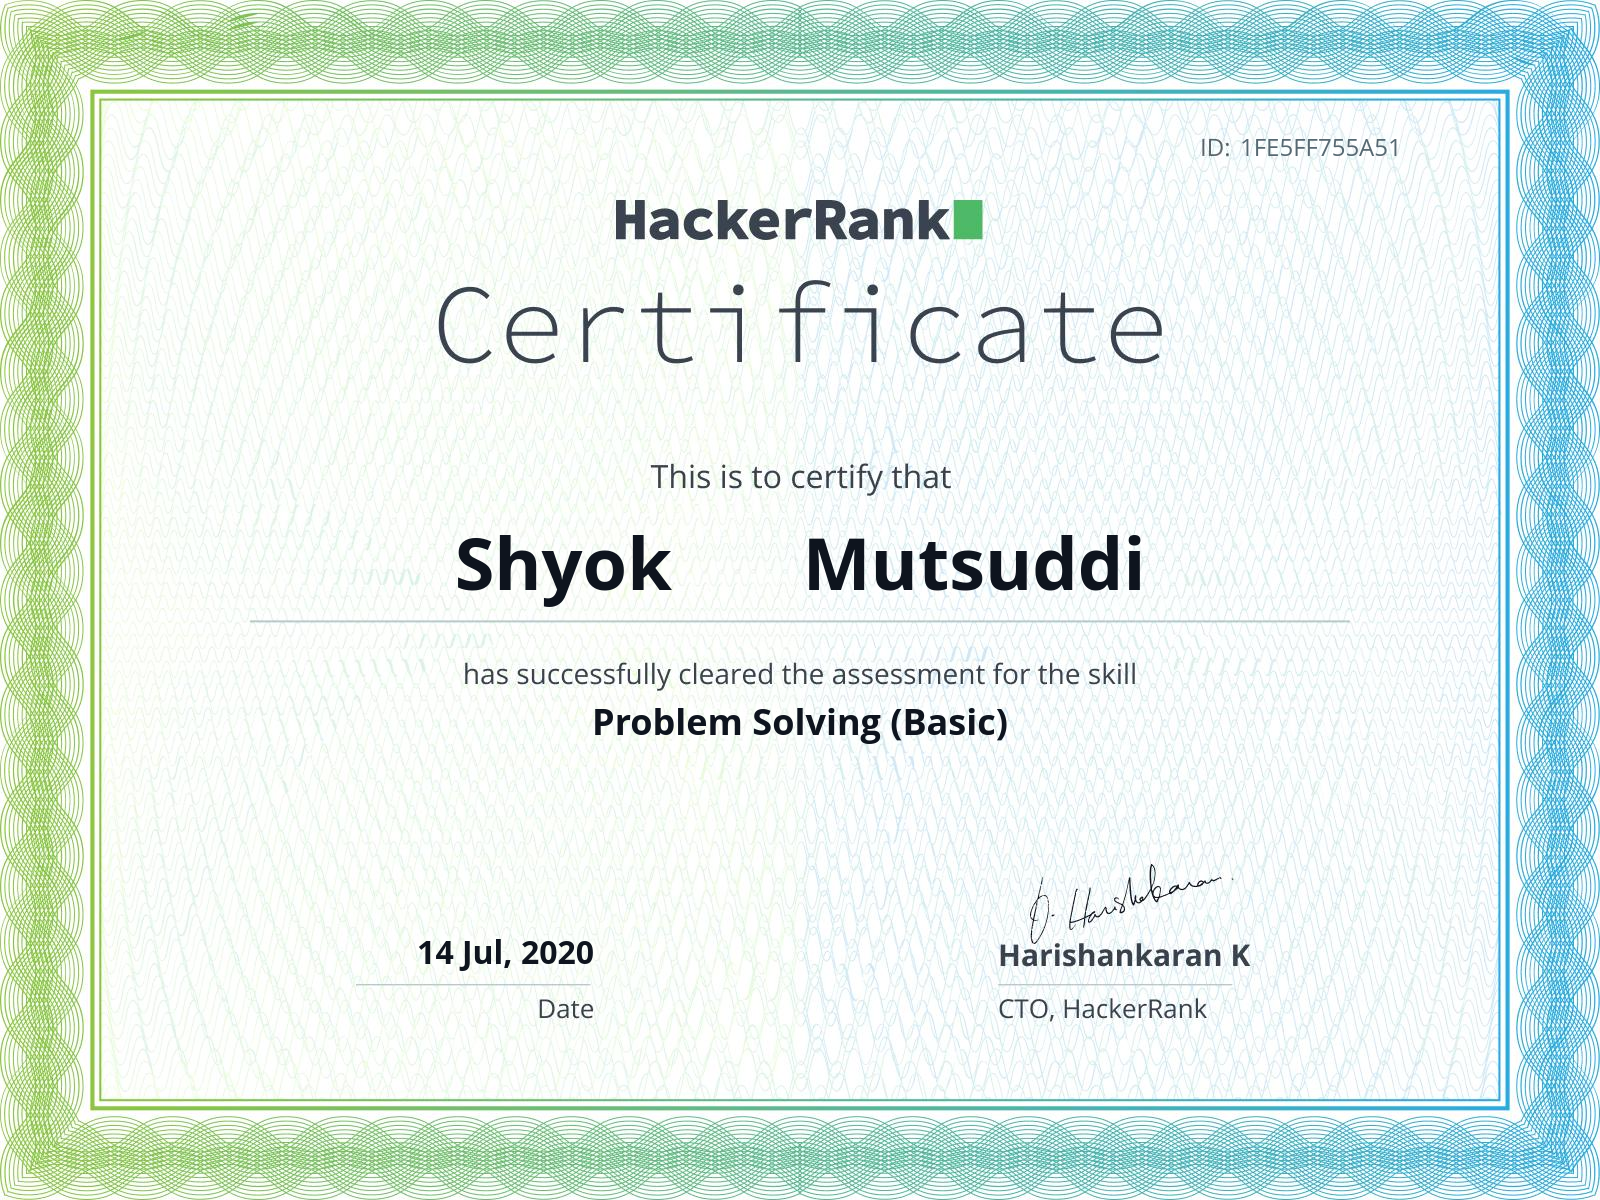 ID: 1FE5FF755A51
HackerRank
Certificate
This is to certify that
Shyok Mutsuddi
has successfully cleared the assessment for the skill
Problem Solving (Basic)
14 Jul, 2020
Date
Harishankaran K
CTO, HackerRank